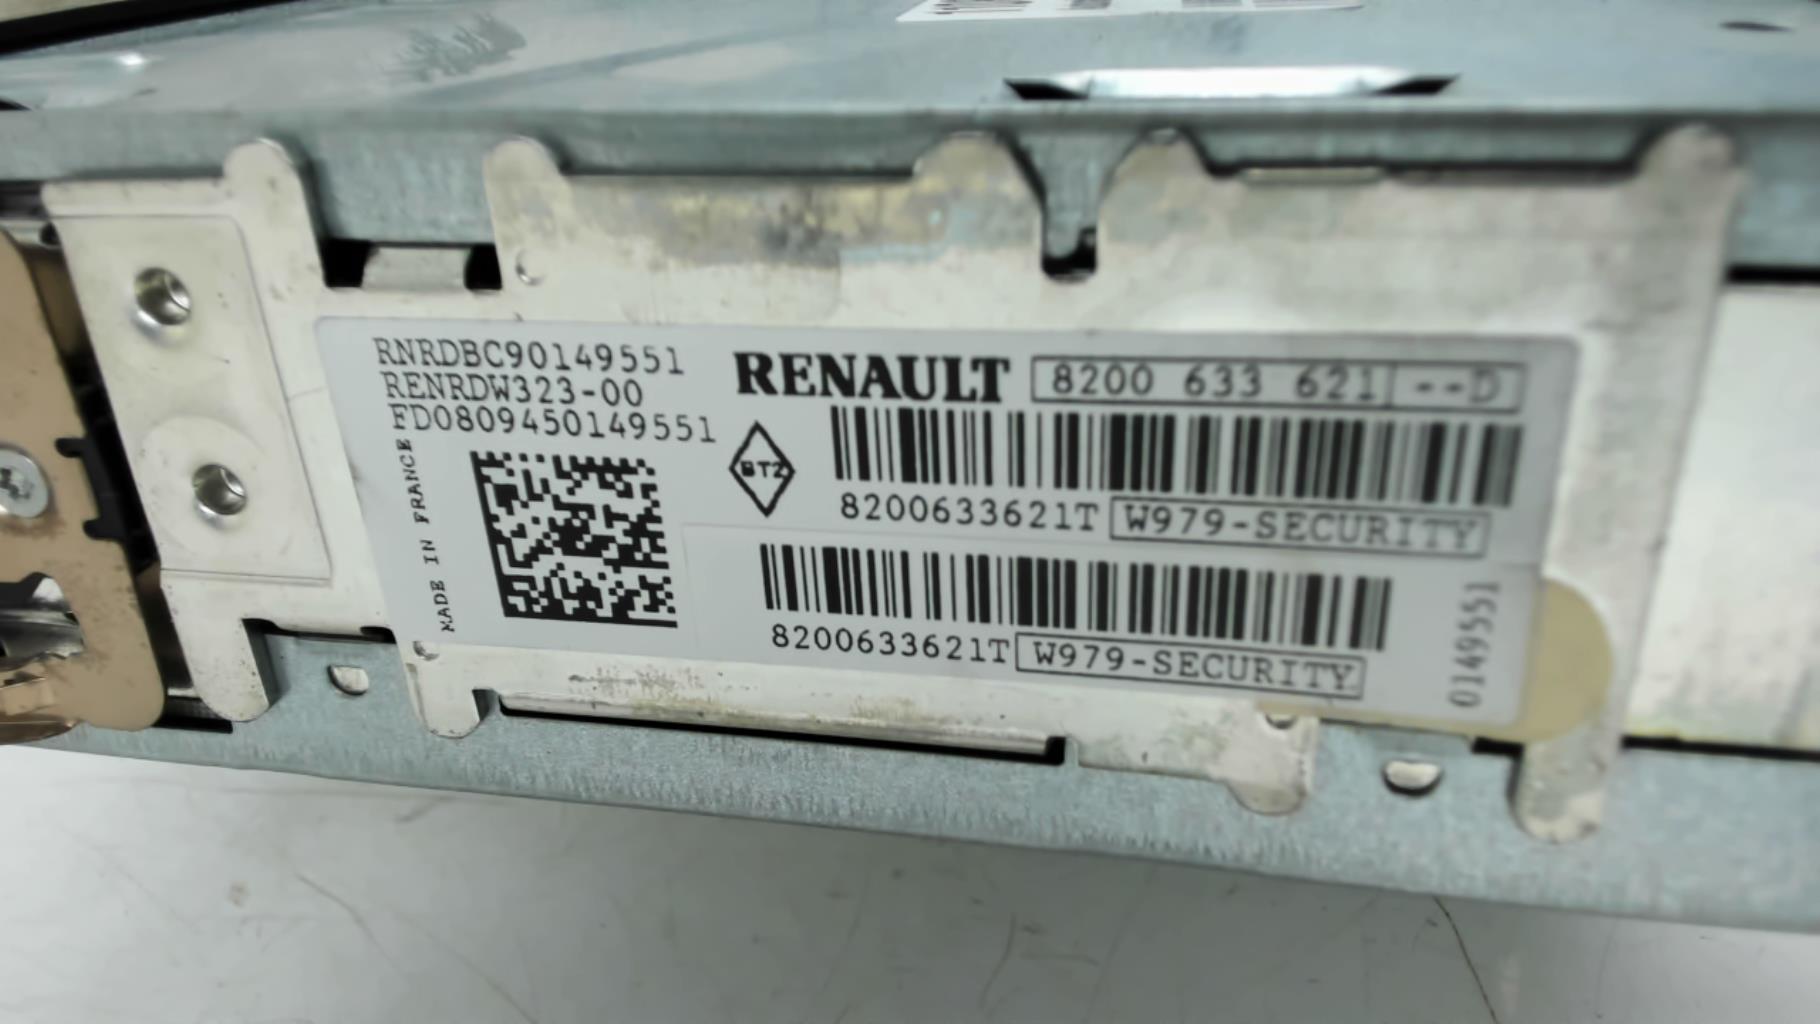 RNRDBC90149551
RENRDW323-00
FD0809450149551
MADE IN FRANCE
RENAULT 8200 633 621 --D
BTZ
8200633621T W979-SECURITY
8200633621T W979-SECURITY
0149551